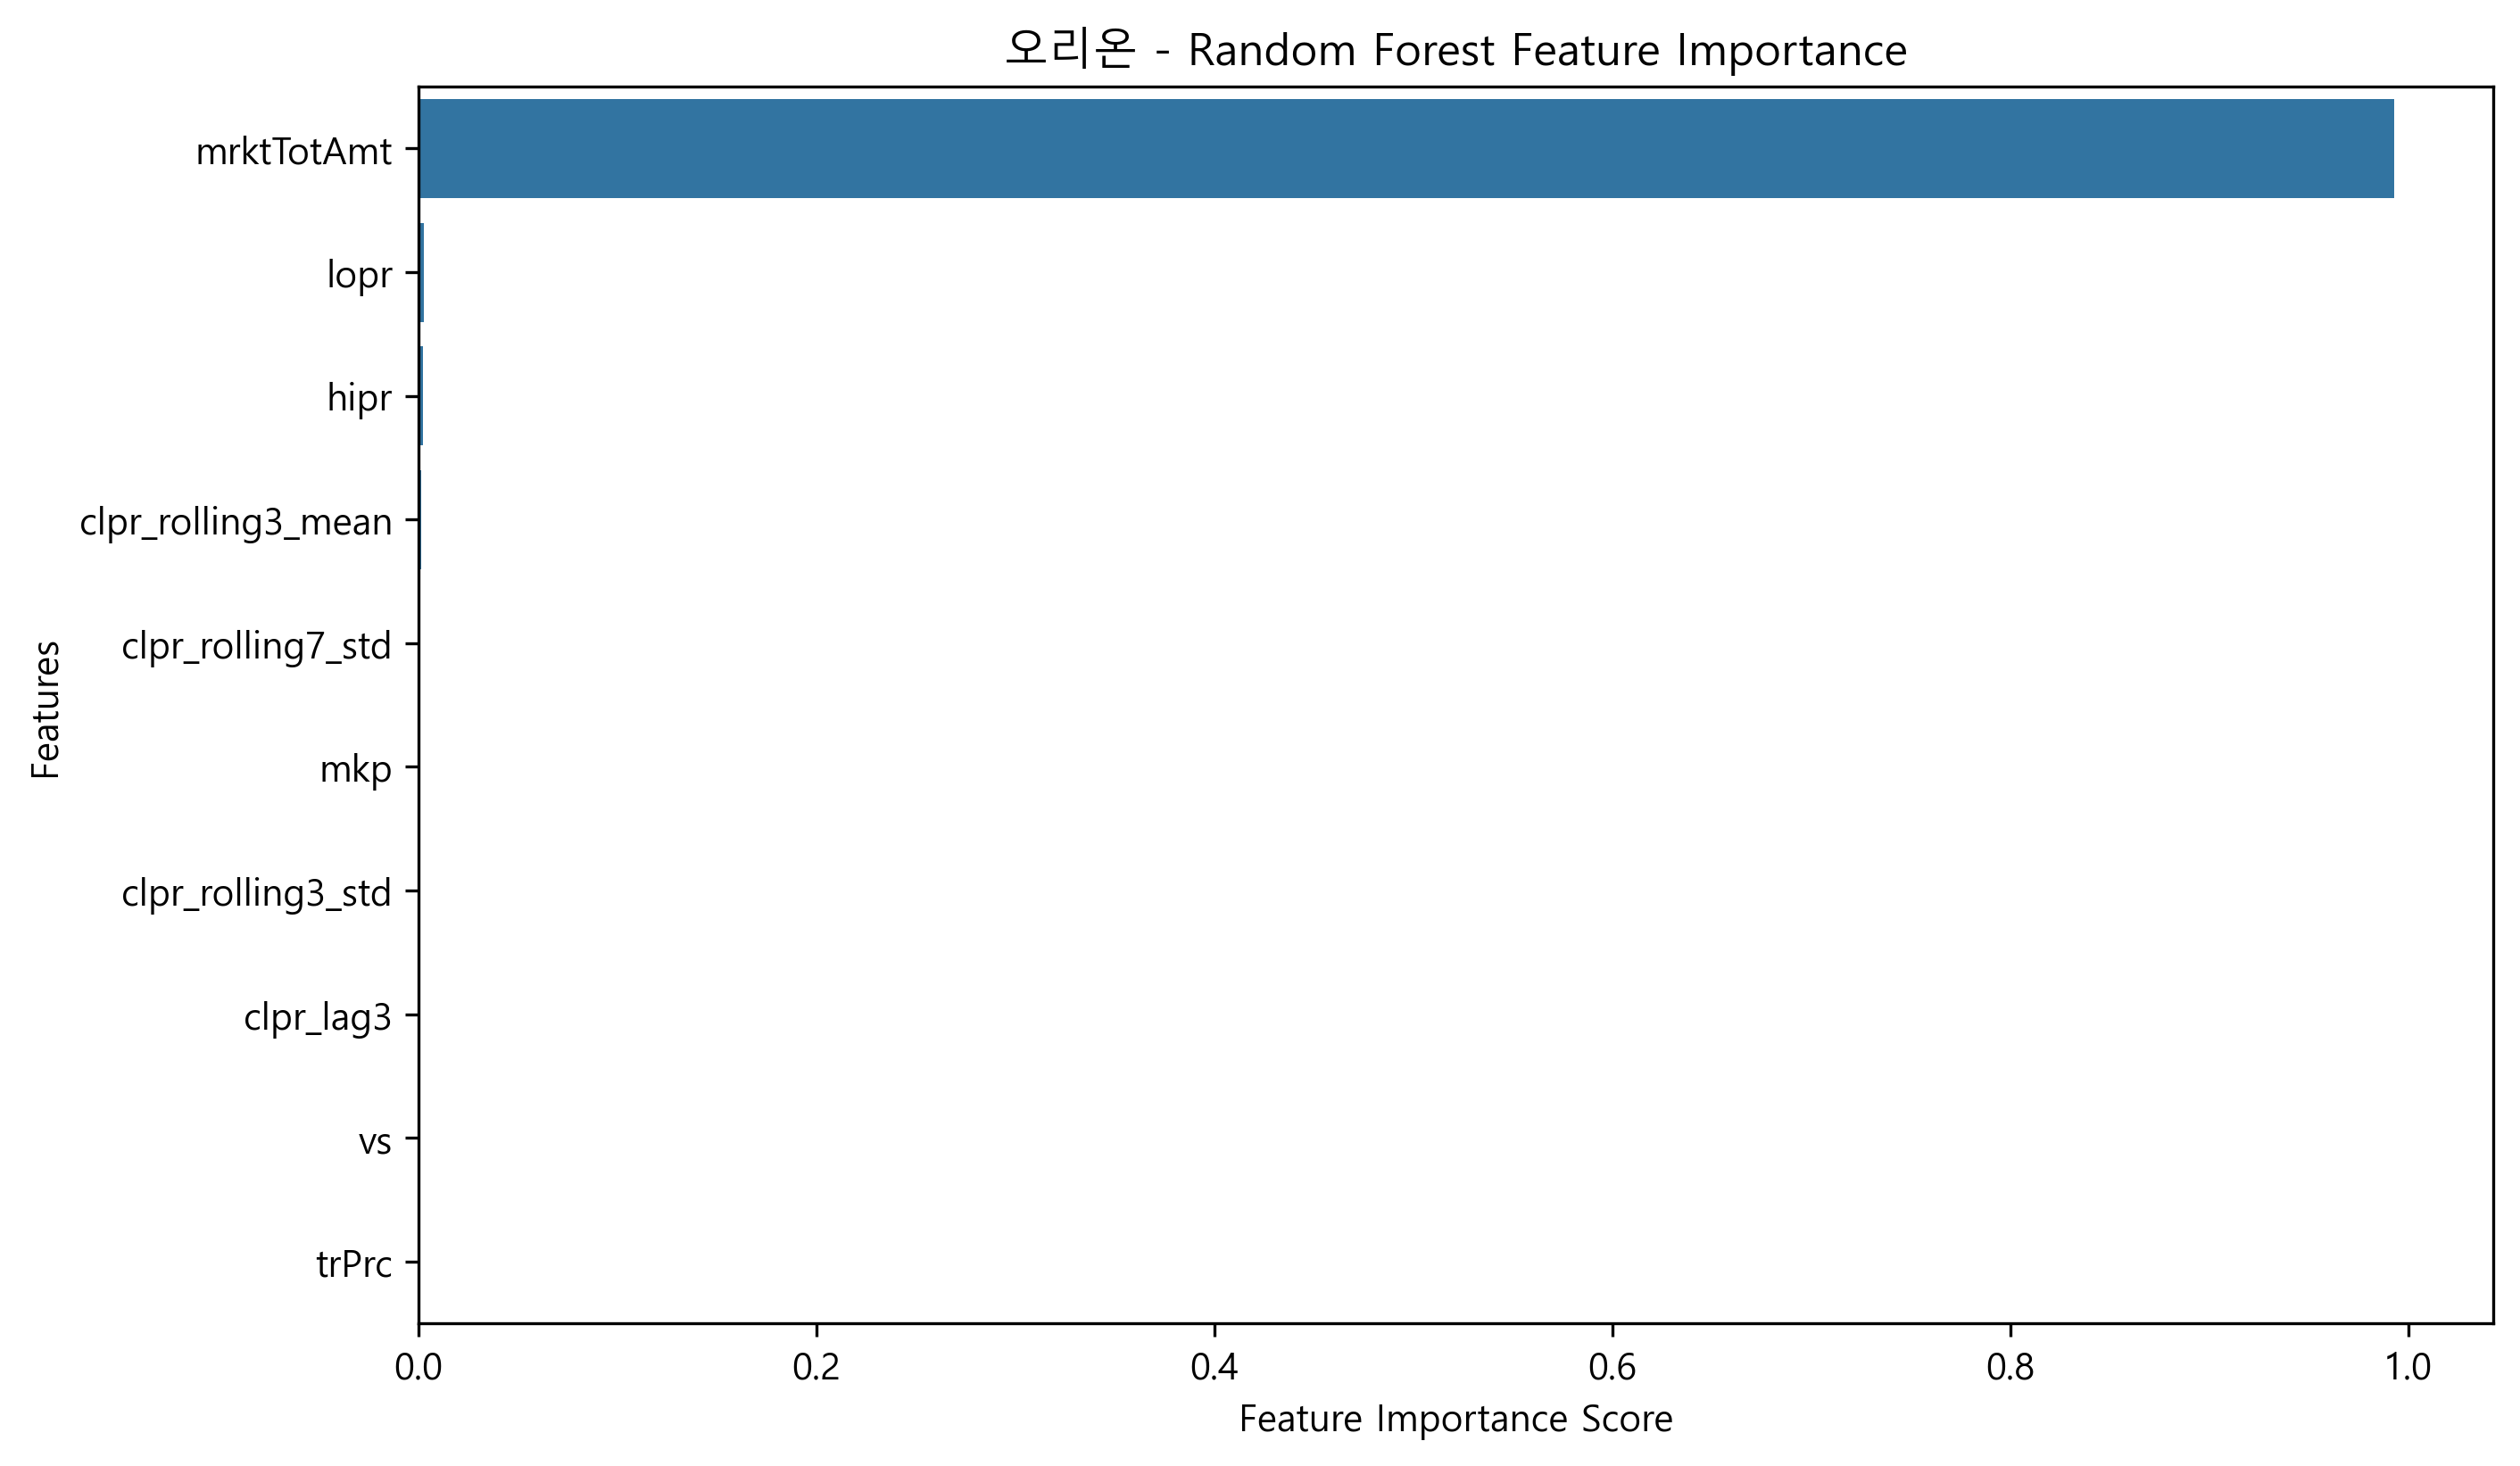 오리온 - Random Forest Feature Importance
mrktTotAmt
lopr
hipr
clpr_rolling3_mean
clpr_rolling7_std
mkp
clpr_rolling3_std
clpr_lag3
vs
trPrc
Features
0.0 0.2 0.4 0.6 0.8 1.0
Feature Importance Score